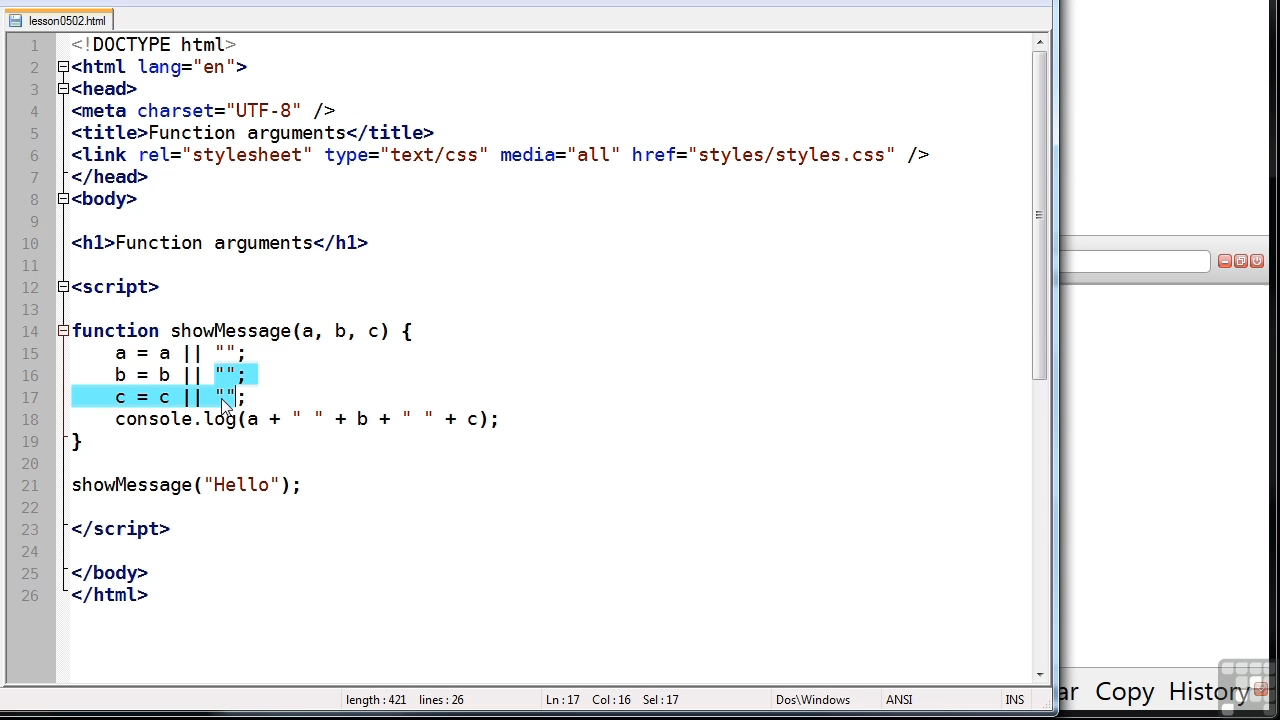 lesson0502.html
1 <!DOCTYPE html>
2 <html lang="en">
3 <head>
4 <meta charset="UTF-8" />
5 <title>Function arguments</title>
6 <link rel="stylesheet" type="text/css" media="all" href="styles/styles.css" />
7 </head>
8 <body>
9
10 <h1>Function arguments</h1>
11
12 <script>
13
14 function showMessage(a, b, c) {
15     a = a || "";
16     b = b || "";
17     c = c || "";
18     console.log(a + " " + b + " " + c);
19 }
20
21 showMessage("Hello");
22
23 </script>
24
25 </body>
26 </html>
length : 421 lines : 26 Ln : 17 Col : 16 Sel : 17 Dos\Windows ANSI INS
ar Copy History